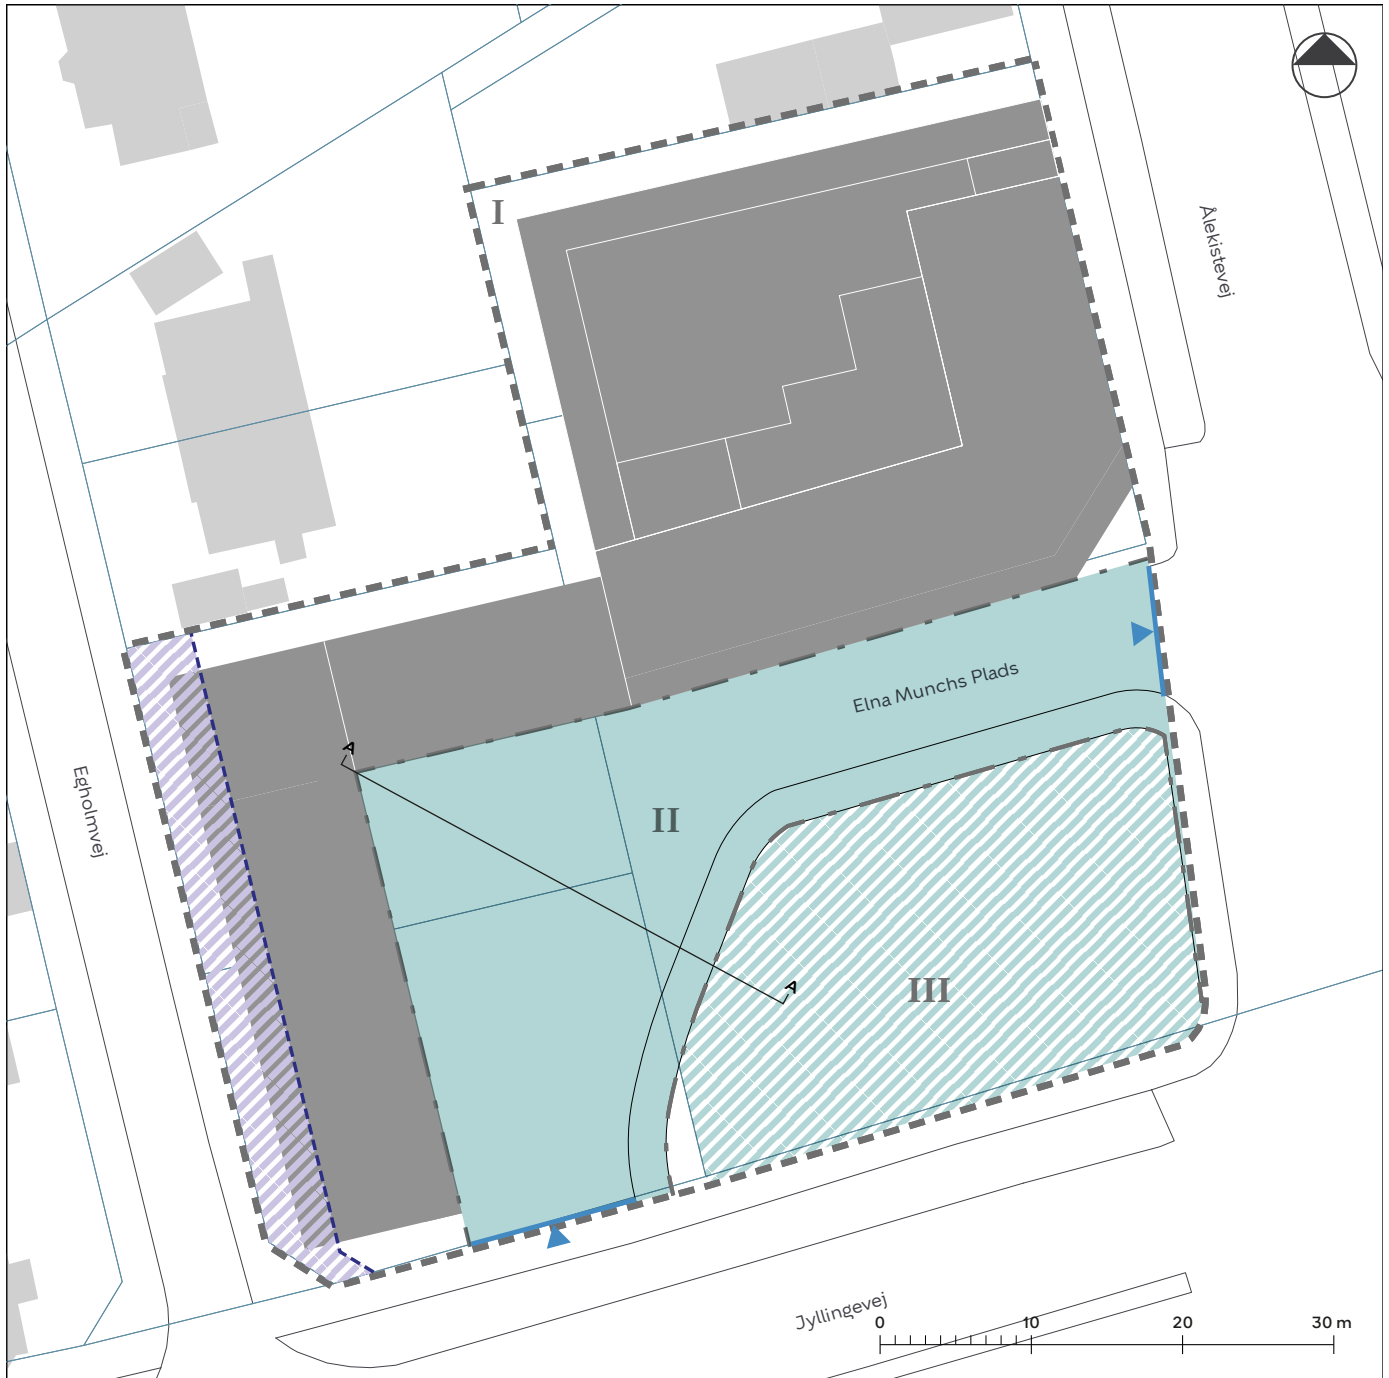 I
Ålekistevej
Elna Munchs Plads
A
II
Egholmvej
III
A
Jyllingevej
0 10 20 30 m